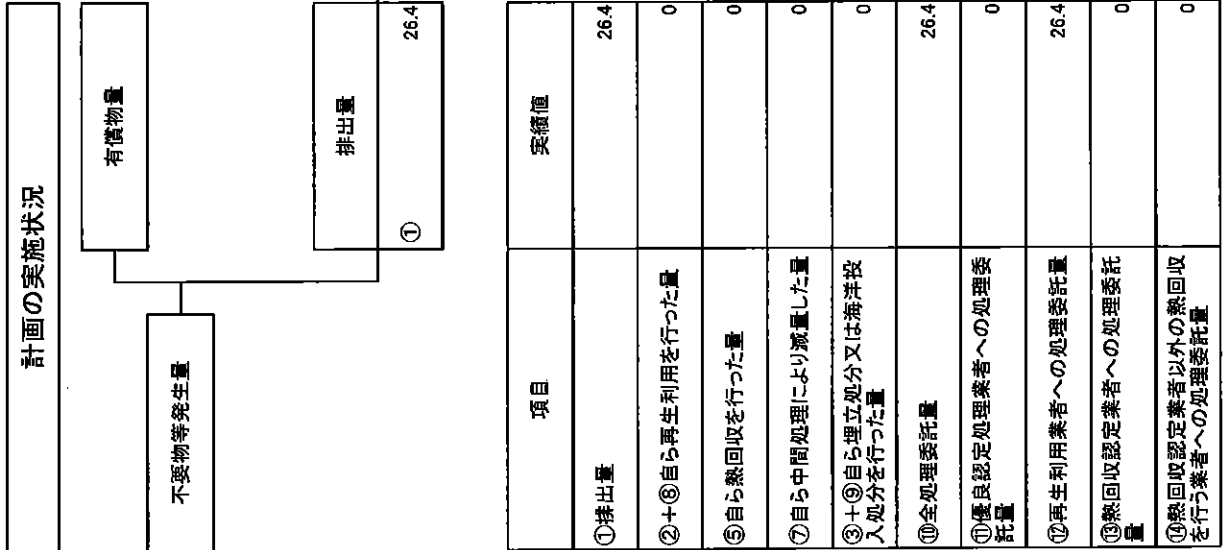 計画の実施状況
不要物等発生量
有償物量
排出量
① 26.4
項目 実績値
①排出量 26.4
②+⑧自ら再生利用を行った量 0
⑤自ら熱回収を行った量 0
⑦自ら中間処理により減量した量 0
③+⑨自ら埋立処分又は海洋投
入処分を行った量 0
⑩全処理委託量 26.4
⑪優良認定処理業者への処理委
託量 0
⑫再生利用業者への処理委託量 26.4
⑬熱回収認定業者への処理委託
量 0
⑭熱回収認定業者以外の熱回収
を行う業者への処理委託量 0